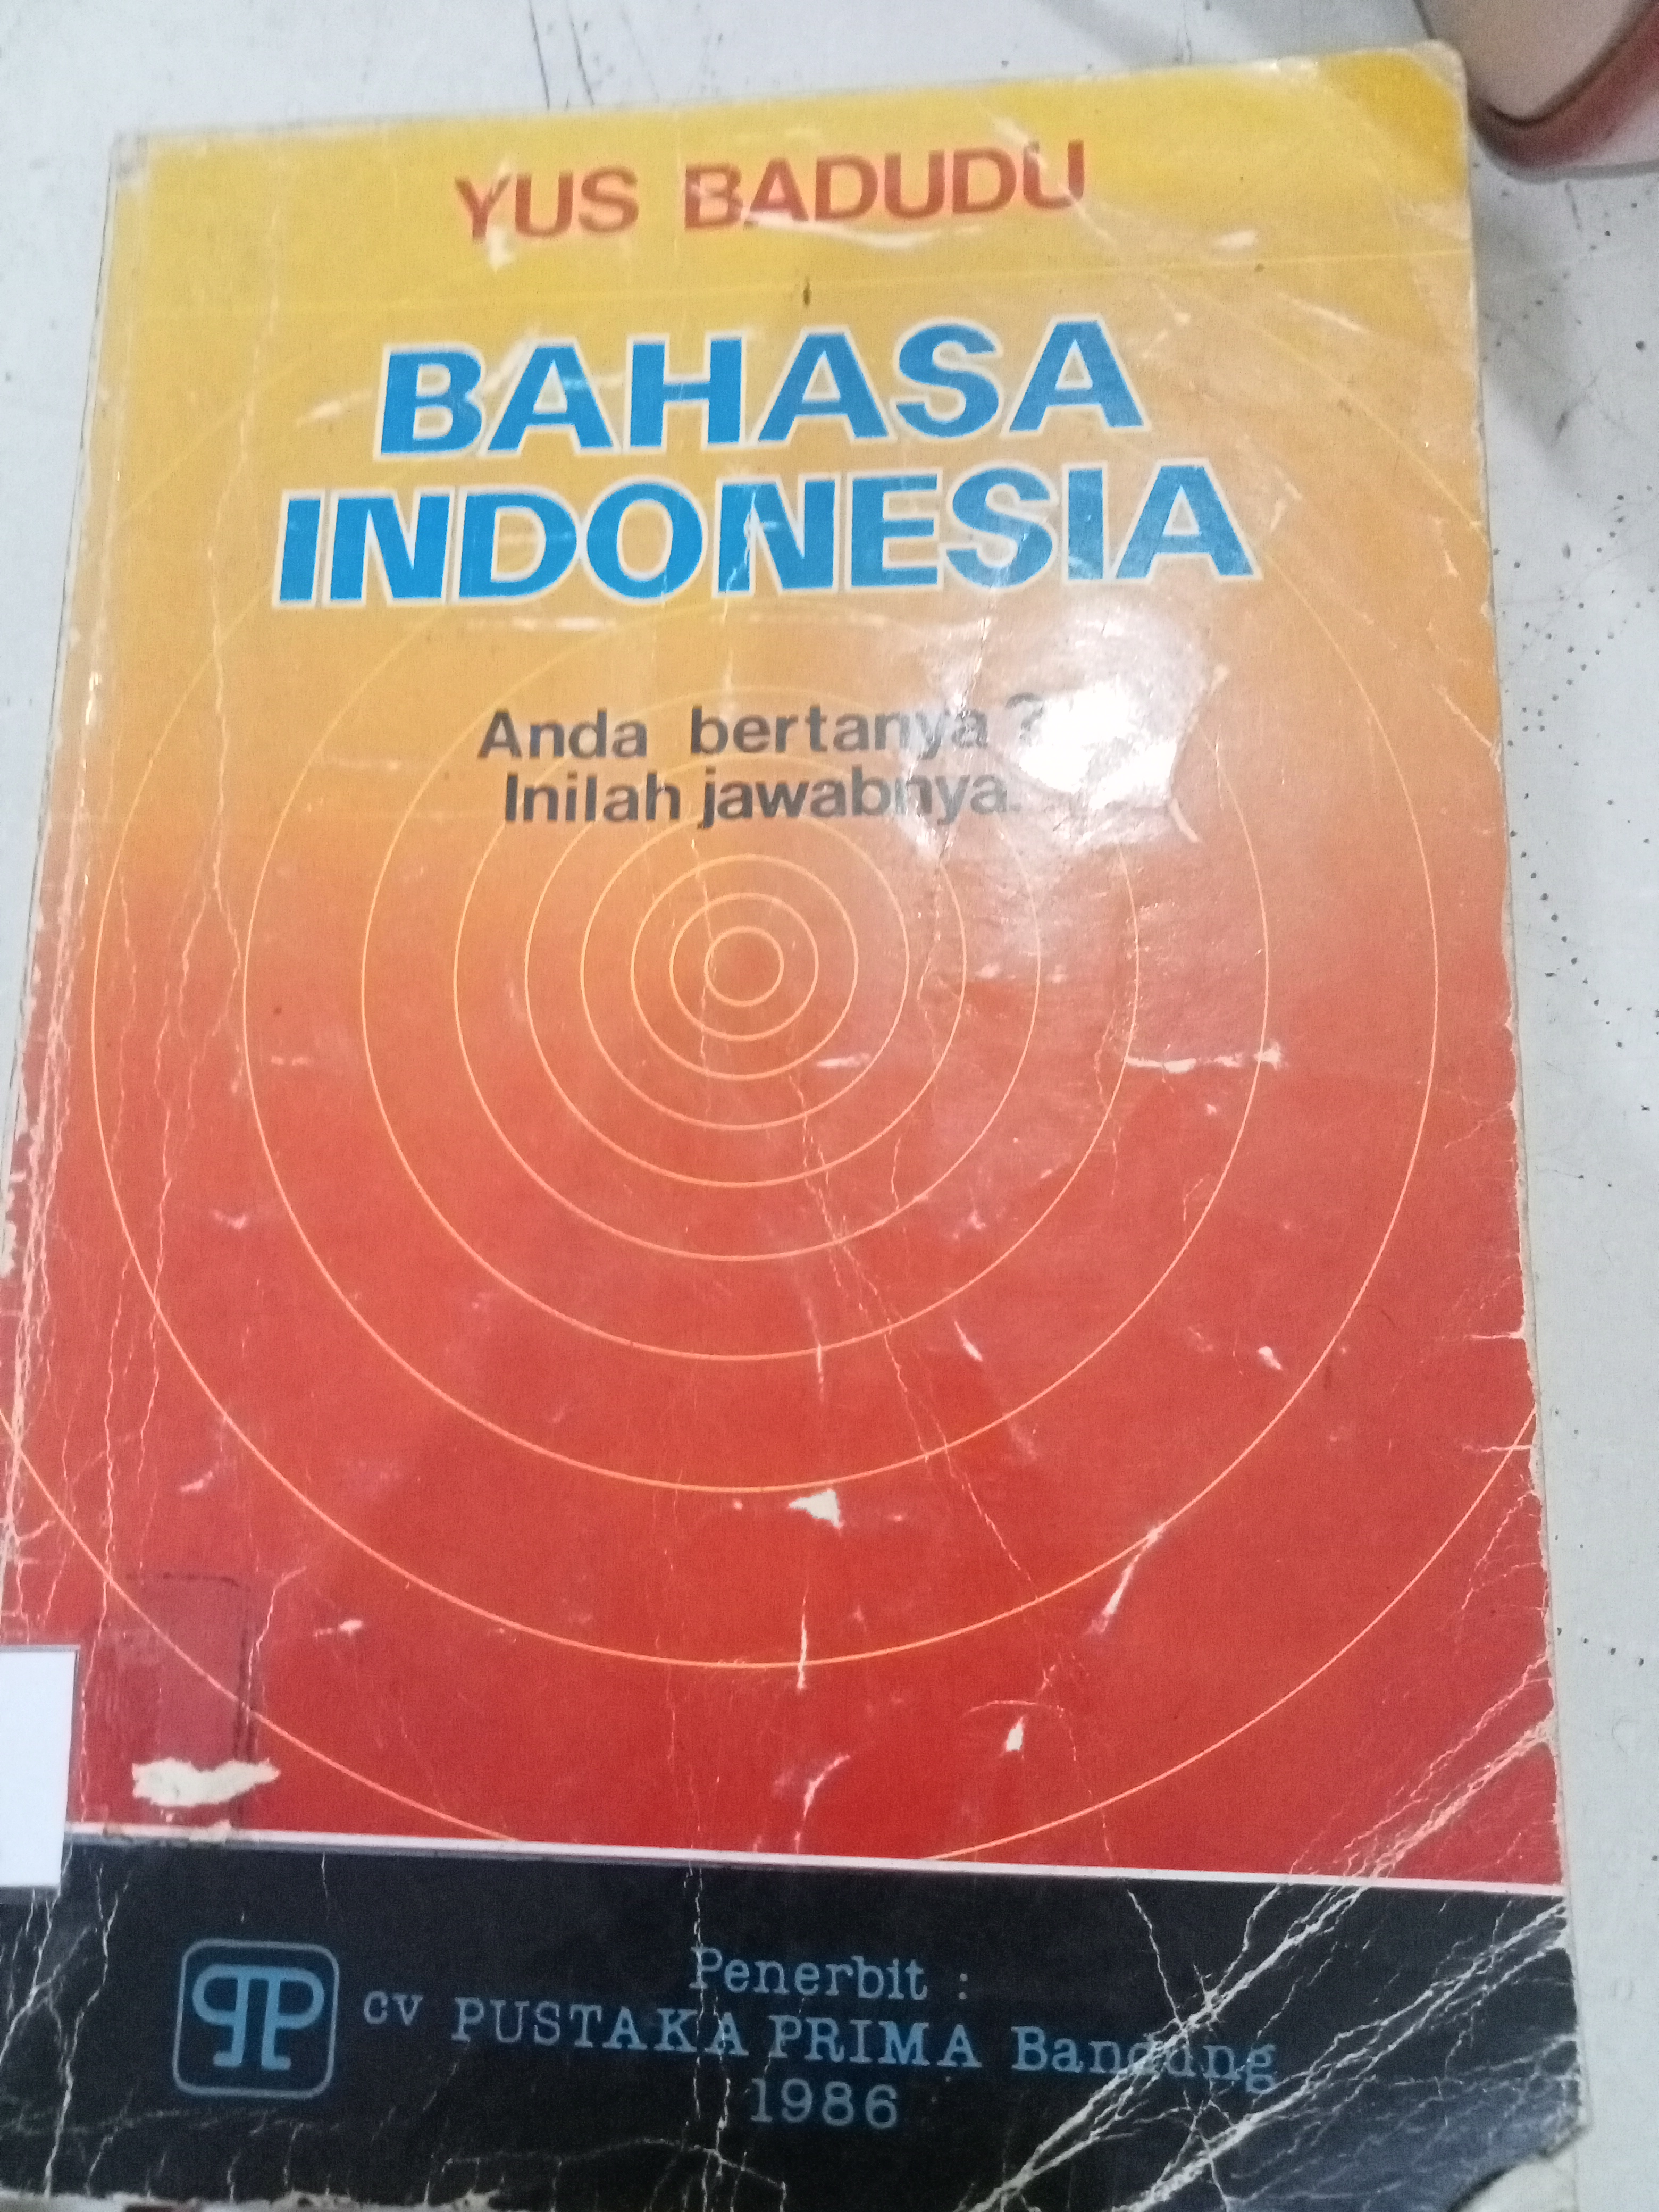 YUS BADUDU
BAHASA
INDONESIA
Anda bertanya ?
Inilah jawabnya.
Penerbit :
CV PUSTAKA PRIMA Bandung
1986